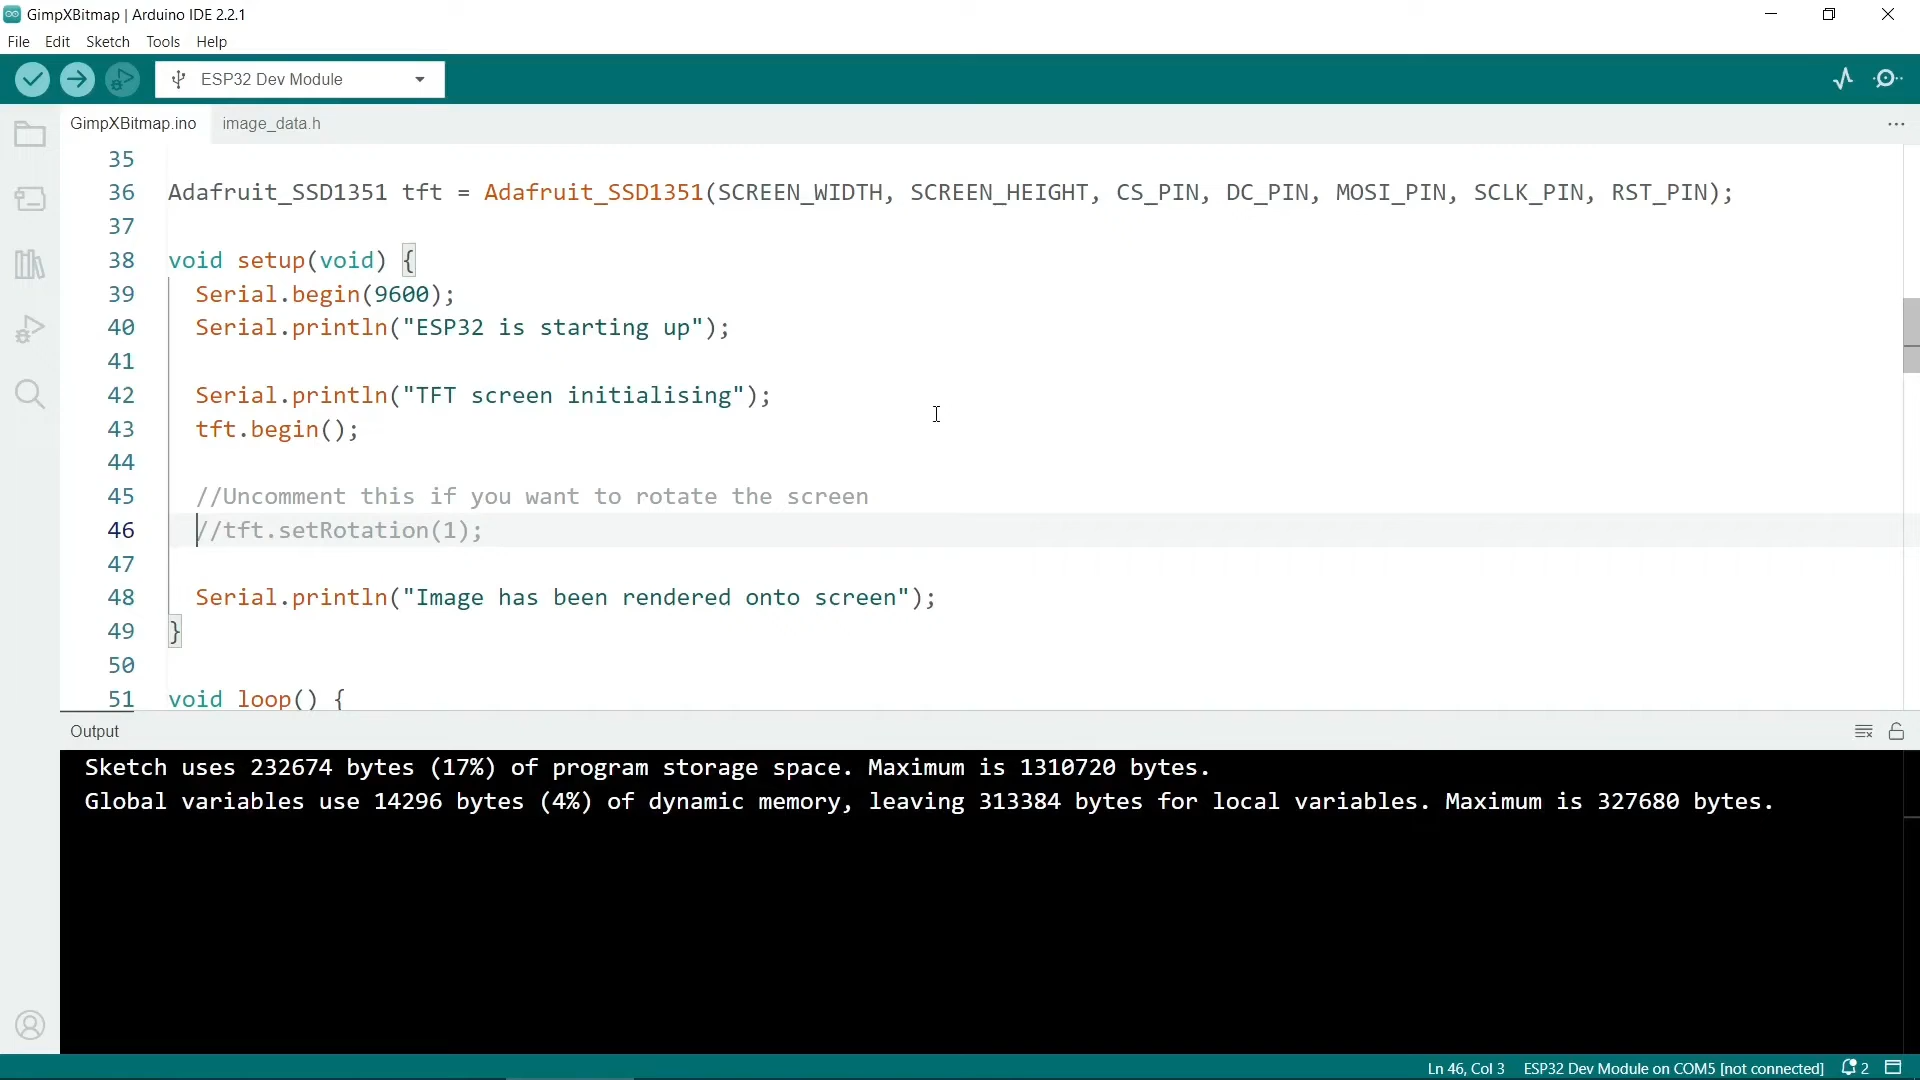 GimpXBitmap | Arduino IDE 2.2.1
File Edit Sketch Tools Help
ESP32 Dev Module
GimpXBitmap.ino image_data.h
35
36 Adafruit_SSD1351 tft = Adafruit_SSD1351(SCREEN_WIDTH, SCREEN_HEIGHT, CS_PIN, DC_PIN, MOSI_PIN, SCLK_PIN, RST_PIN);
37
38 void setup(void) {
39 Serial.begin(9600);
40 Serial.println("ESP32 is starting up");
41
42 Serial.println("TFT screen initialising");
43 tft.begin();
44
45 //Uncomment this if you want to rotate the screen
46 //tft.setRotation(1);
47
48 Serial.println("Image has been rendered onto screen");
49 }
50
51 void loop() {
Output
Sketch uses 232674 bytes (17%) of program storage space. Maximum is 1310720 bytes.
Global variables use 14296 bytes (4%) of dynamic memory, leaving 313384 bytes for local variables. Maximum is 327680 bytes.
Ln 46, Col 3 ESP32 Dev Module on COM5 [not connected] 2